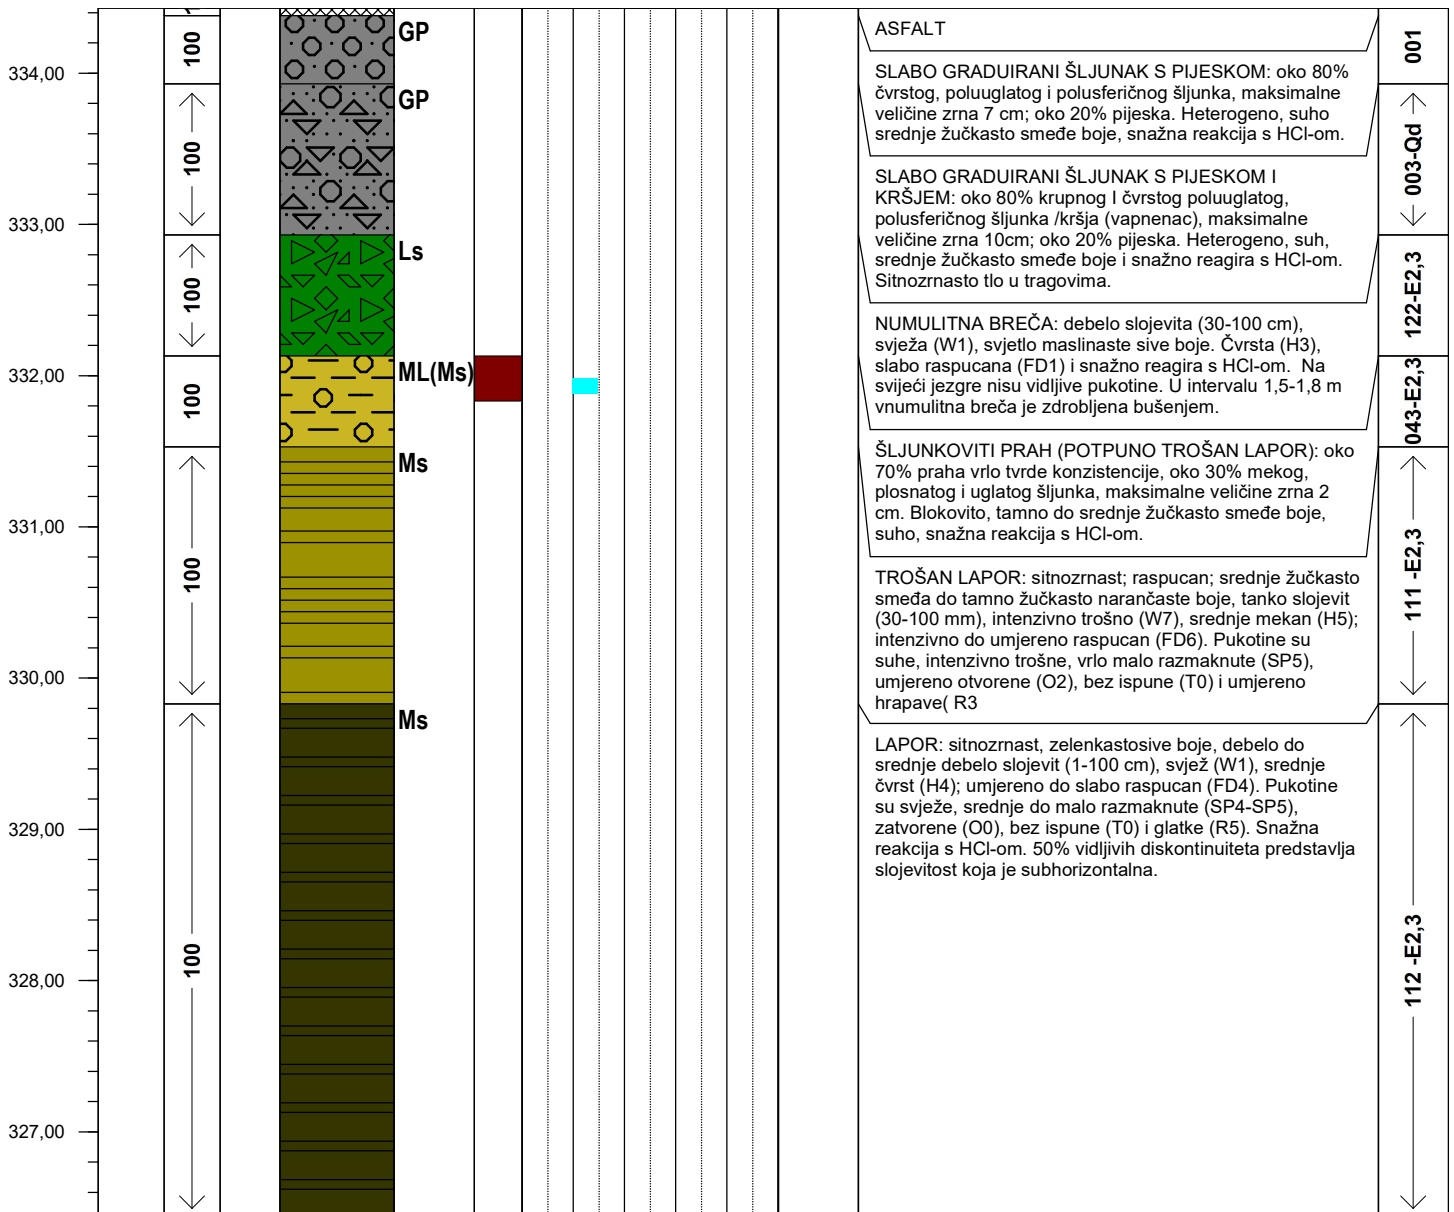 334,00
333,00
332,00
331,00
330,00
329,00
328,00
327,00
100
100
100
100
100
100
GP
GP
Ls
ML(Ms)
Ms
Ms
ASFALT
SLABO GRADUIRANI ŠLJUNAK S PIJESKOM: oko 80%
čvrstog, poluuglatog i polusferičnog šljunka, maksimalne
veličine zrna 7 cm; oko 20% pijeska. Heterogeno, suho
srednje žučkasto smeđe boje, snažna reakcija s HCl-om.
SLABO GRADUIRANI ŠLJUNAK S PIJESKOM I
KRŠJEM: oko 80% krupnog I čvrstog poluuglatog,
polusferičnog šljunka /kršja (vapnenac), maksimalne
veličine zrna 10cm; oko 20% pijeska. Heterogeno, suh,
srednje žučkasto smeđe boje i snažno reagira s HCl-om.
Sitnozrnasto tlo u tragovima.
NUMULITNA BREČA: debelo slojevita (30-100 cm),
svježa (W1), svjetlo maslinaste sive boje. Čvrsta (H3),
slabo raspucana (FD1) i snažno reagira s HCl-om. Na
svijeći jezgre nisu vidljive pukotine. U intervalu 1,5-1,8 m
vnumulitna breča je zdrobljena bušenjem.
ŠLJUNKOVITI PRAH (POTPUNO TROŠAN LAPOR): oko
70% praha vrlo tvrde konzistencije, oko 30% mekog,
plosnatog i uglatog šljunka, maksimalne veličine zrna 2
cm. Blokovito, tamno do srednje žučkasto smeđe boje,
suho, snažna reakcija s HCl-om.
TROŠAN LAPOR: sitnozrnast; raspucan; srednje žučkasto
smeđa do tamno žučkasto narančaste boje, tanko slojevit
(30-100 mm), intenzivno trošno (W7), srednje mekan (H5);
intenzivno do umjereno raspucan (FD6). Pukotine su
suhe, intenzivno trošne, vrlo malo razmaknute (SP5),
umjereno otvorene (O2), bez ispune (T0) i umjereno
hrapave( R3
LAPOR: sitnozrnast, zelenkastosive boje, debelo do
srednje debelo slojevit (1-100 cm), svjež (W1), srednje
čvrst (H4); umjereno do slabo raspucan (FD4). Pukotine
su svježe, srednje do malo razmaknute (SP4-SP5),
zatvorene (O0), bez ispune (T0) i glatke (R5). Snažna
reakcija s HCl-om. 50% vidljivih diskontinuiteta predstavlja
slojevitost koja je subhorizontalna.
001
003-Qd
122-E2,3
043-E2,3
111 -E2,3
112 -E2,3